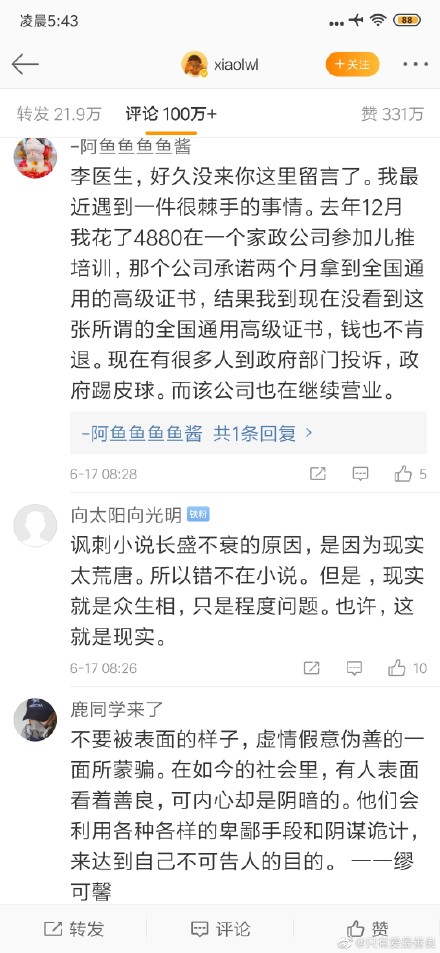 凌晨5:43
88
xiaolwl
+关注
转发 21.9万
评论 100万+
赞 331万
-阿鱼鱼鱼鱼酱
李医生，好久没来你这里留言了。我最
近遇到一件很棘手的事情。去年12月
我花了4880在一个家政公司参加儿推
培训，那个公司承诺两个月拿到全国通
用的高级证书，结果我到现在没看到这
张所谓的全国通用高级证书，钱也不肯
退。现在有很多人到政府部门投诉，政
府踢皮球。而该公司也在继续营业。
-阿鱼鱼鱼鱼酱 共1条回复 >
6-17 08:28
5
向太阳向光明 铁粉
讽刺小说长盛不衰的原因，是因为现实
太荒唐。所以错不在小说。但是，现实
就是众生相，只是程度问题。也许，这
就是现实。
6-17 08:26
10
鹿同学来了
不要被表面的样子，虚情假意伪善的一
面所蒙骗。在如今的社会里，有人表面
看着善良，可内心却是阴暗的。他们会
利用各种各样的卑鄙手段和阴谋诡计，
来达到自己不可告人的目的。 一一缪
可馨
转发
评论
赞